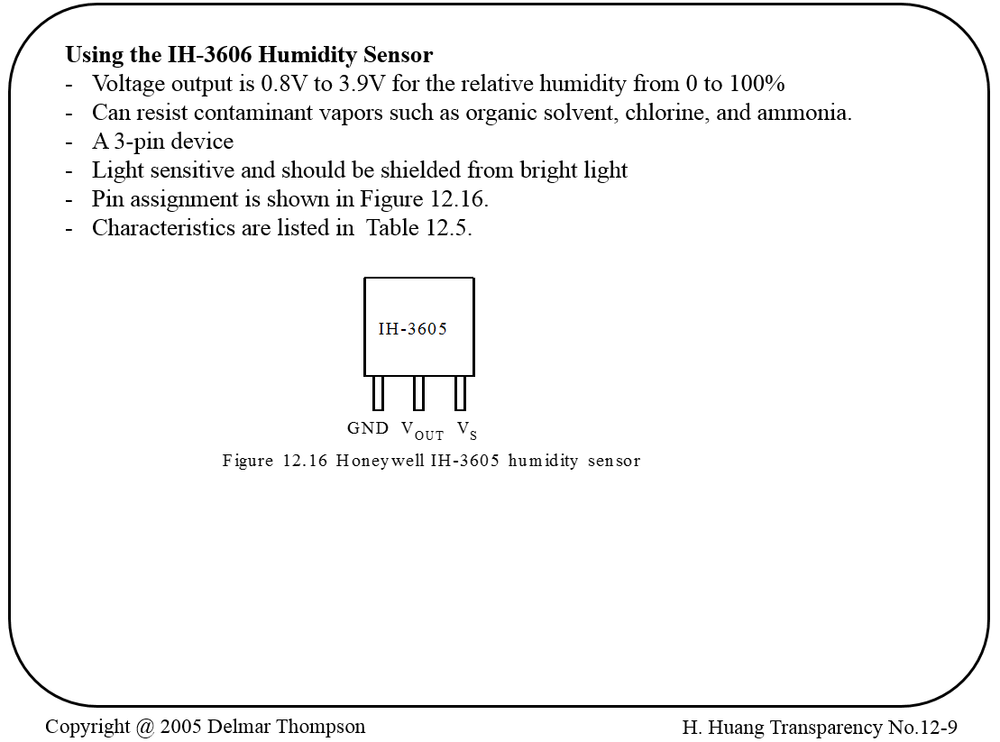 Using the IH-3606 Humidity Sensor
- Voltage output is 0.8V to 3.9V for the relative humidity from 0 to 100%
- Can resist contaminant vapors such as organic solvent, chlorine, and ammonia.
- A 3-pin device
- Light sensitive and should be shielded from bright light
- Pin assignment is shown in Figure 12.16.
- Characteristics are listed in Table 12.5.
IH-3605
GND VOUT VS
Figure 12.16 Honeywell IH-3605 humidity sensor
Copyright @ 2005 Delmar Thompson
H. Huang Transparency No.12-9